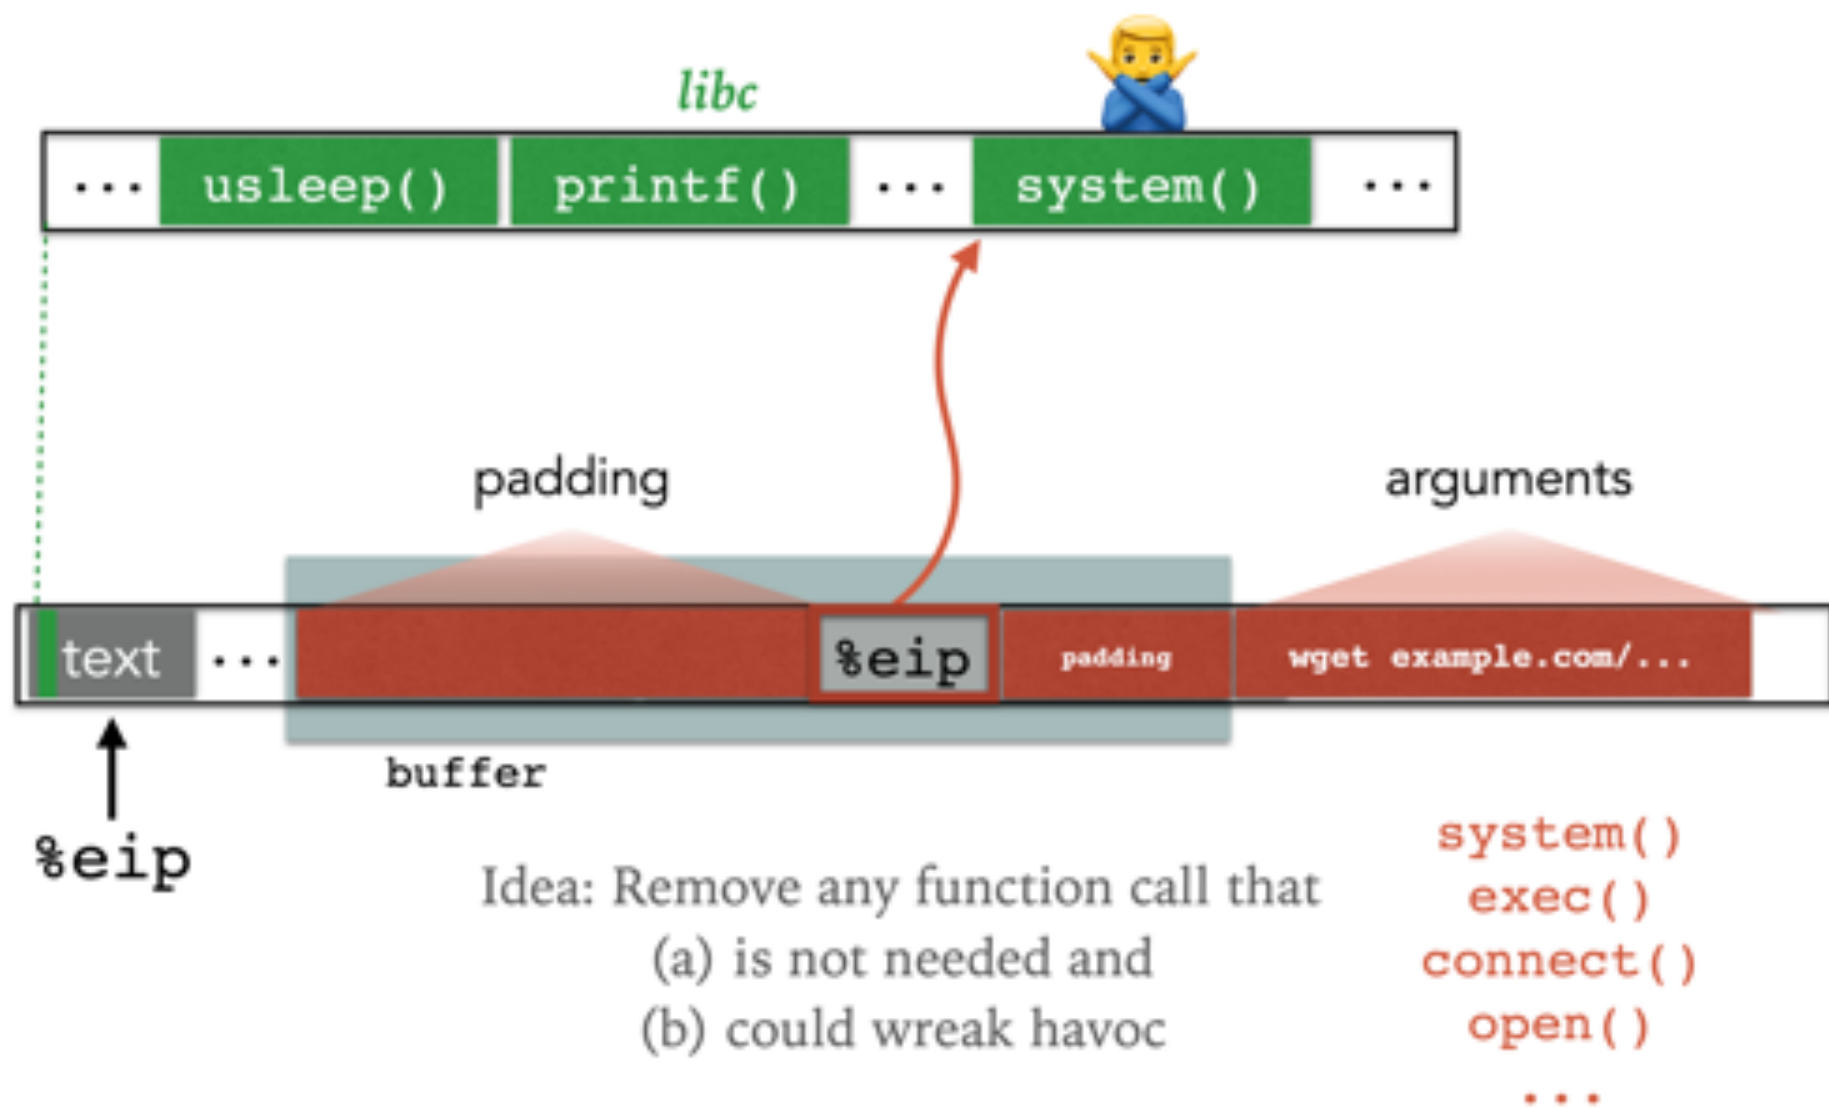 libc
... usleep() printf() ... system() ...
padding
arguments
text ... %eip padding wget example.com/...
buffer
%eip
Idea: Remove any function call that
(a) is not needed and
(b) could wreak havoc
system()
exec()
connect()
open()
...